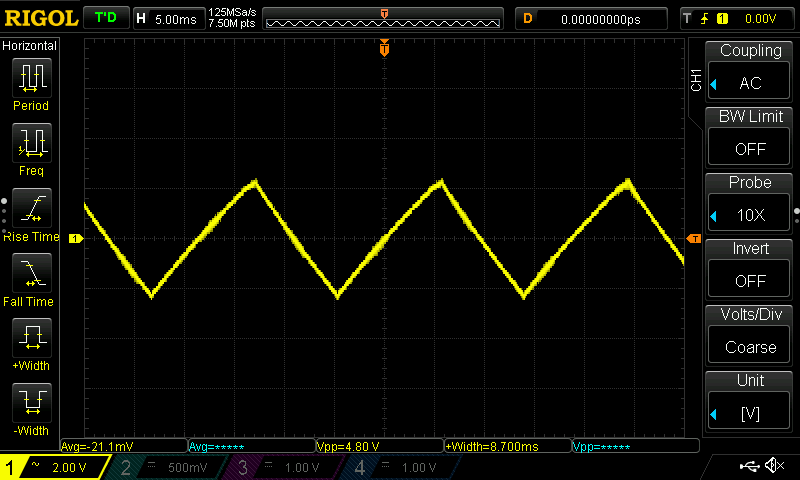 RIGOL T'D H 5.00ms 125MSa/s 7.50M pts T D 0.00000000ps T 1 0.00V
Horizontal
Period
Freq
Rise Time
Fall Time
+Width
-Width
T
1
T
CH1
Coupling
AC
BW Limit
OFF
Probe
10X
Invert
OFF
Volts/Div
Coarse
Unit
[V]
Avg=-21.1mV Avg=***** Vpp=4.80 V +Width=8.700ms Vpp=*****
1 ~ 2.00 V 2 500mV 3 1.00 V 4 1.00 V